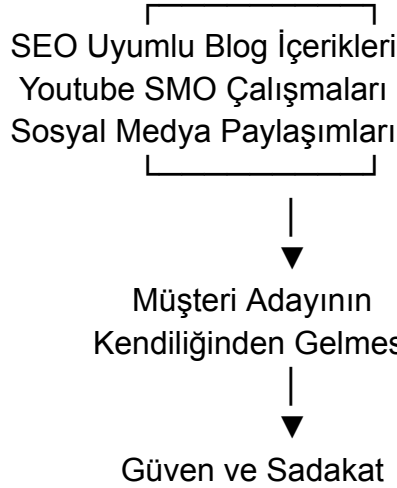 SEO Uyumlu Blog İçerikleri
Youtube SMO Çalışmaları
Sosyal Medya Paylaşımları
Müşteri Adayının
Kendiliğinden Gelmes
Güven ve Sadakat